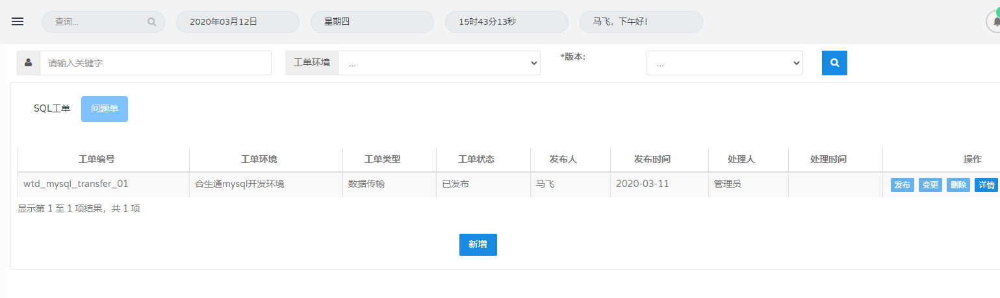 查询... 2020年03月12日 星期四 15时43分13秒 马飞，下午好！
请输入关键字 工单环境 ... *版本: ...
SQL工单 问题单
工单编号 工单环境 工单类型 工单状态 发布人 发布时间 处理人 处理时间 操作
wtd_mysql_transfer_01 合生通mysql开发环境 数据传输 已发布 马飞 2020-03-11 管理员 发布 变更 删除 详情
显示第 1 至 1 项结果，共 1 项
新增